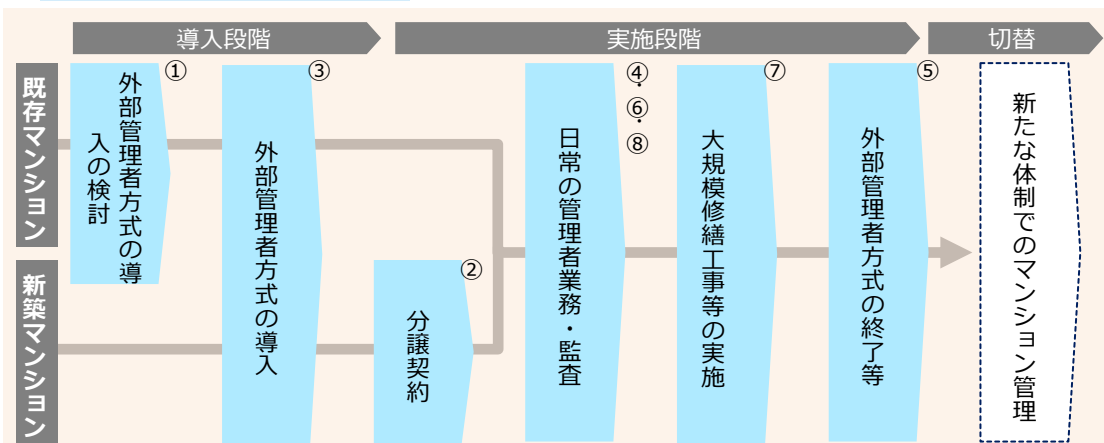 導入段階
実施段階
切替
既存マンション
外部管理者方式の導
入の検討
①
外部管理者方式の導入
③
日常の管理者業務・監査
④・⑥・⑧
大規模修繕工事等の実施
⑦
外部管理者方式の終了等
⑤
新たな体制でのマンション管理
新築マンション
分譲契約
②